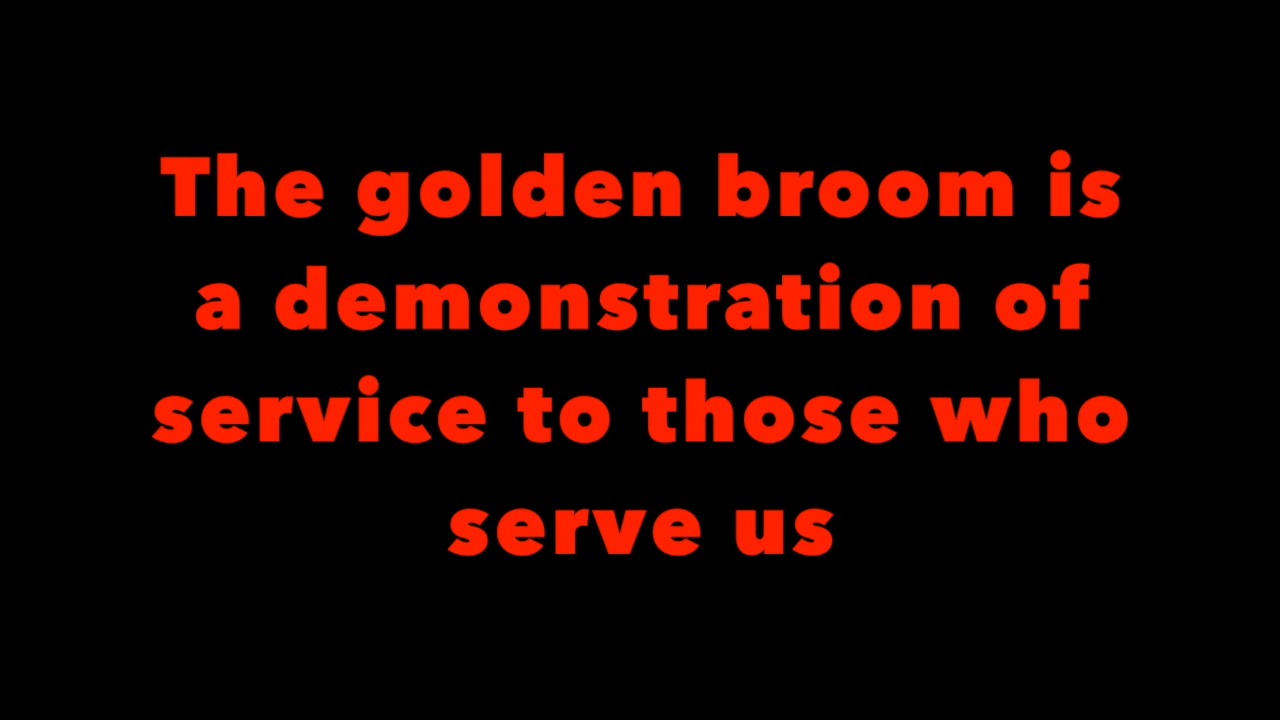 The golden broom is
a demonstration of
service to those who
serve us